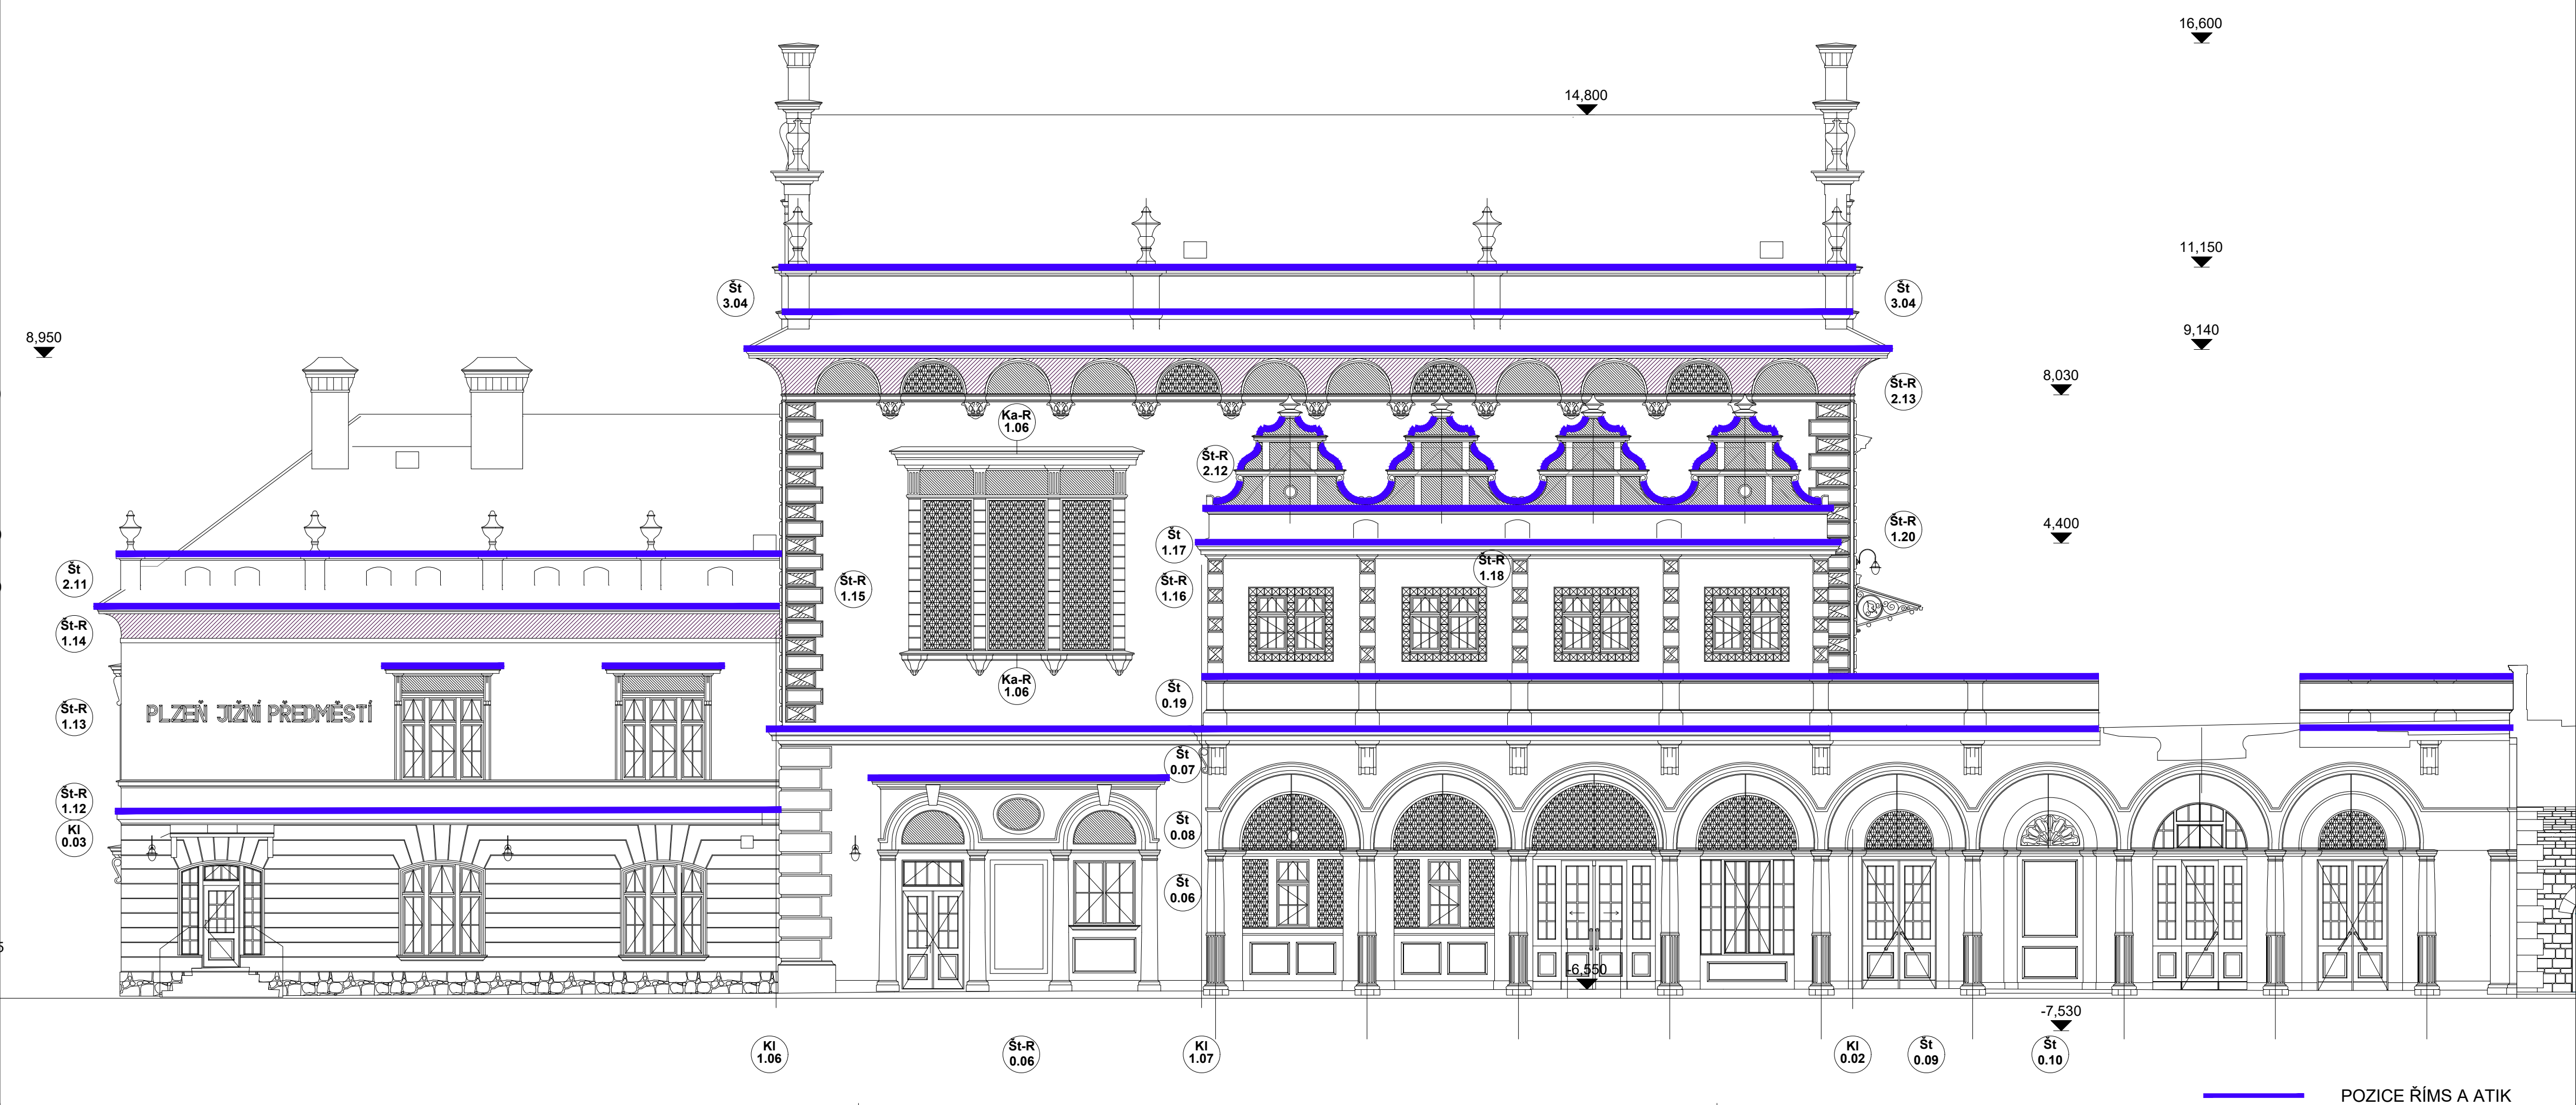 16,600
14,800
11,150
Št
3.04
Št
3.04
8,950
9,140
8,030
Št-R
2.13
Ka-R
1.06
Št-R
2.12
4,400
Št-R
1.20
Št
1.17
Št-R
1.18
Št
2.11
Št-R
1.15
Št-R
1.16
Št-R
1.14
Ka-R
1.06
Št
0.19
Št-R
1.13
PLZEŇ JIŽNÍ PŘEDMĚSTÍ
Št
0.07
Št-R
1.12
Kl
0.03
Št
0.08
Št
0.06
-6,550
-7,530
Kl
1.06
Št-R
0.06
Kl
1.07
Kl
0.02
Št
0.09
Št
0.10
POZICE ŘÍMS A ATIK